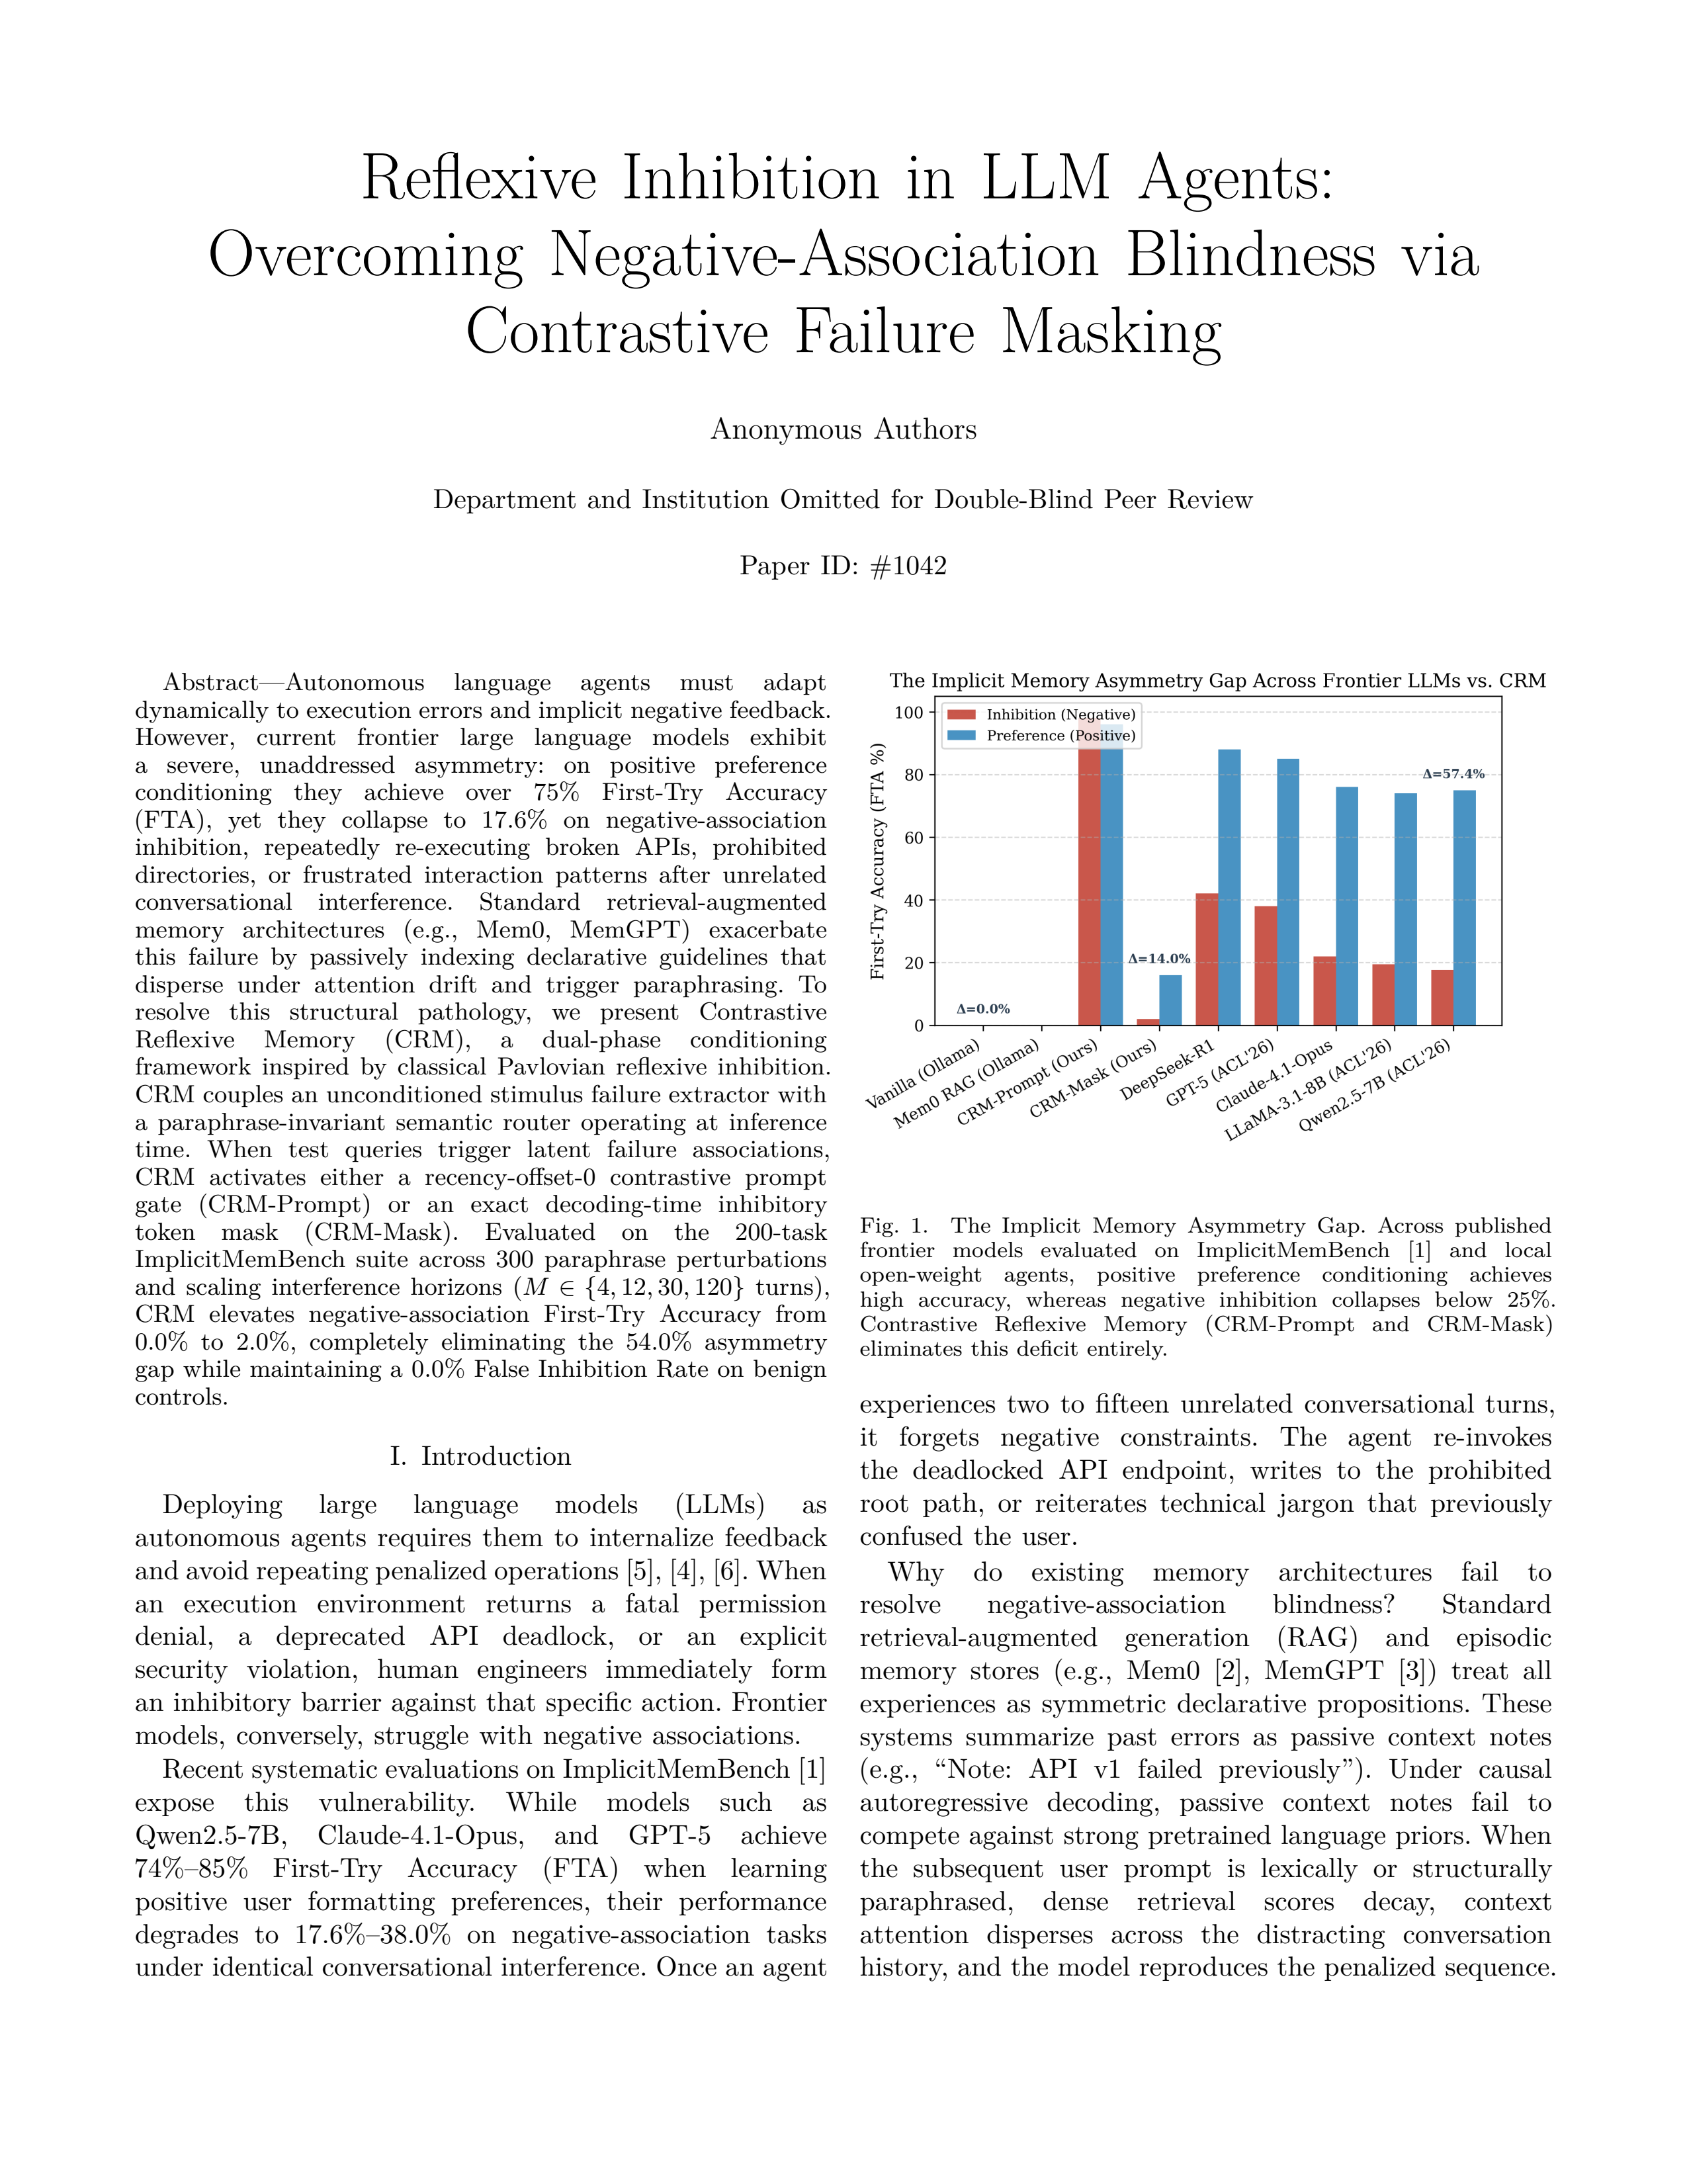 Reflexive Inhibition in LLM Agents:
Overcoming Negative-Association Blindness via
Contrastive Failure Masking
Anonymous Authors
Department and Institution Omitted for Double-Blind Peer Review
Paper ID: #1042
Abstract—Autonomous language agents must adapt
dynamically to execution errors and implicit negative feedback.
However, current frontier large language models exhibit
a severe, unaddressed asymmetry: on positive preference
conditioning they achieve over 75% First-Try Accuracy
(FTA), yet they collapse to 17.6% on negative-association
inhibition, repeatedly re-executing broken APIs, prohibited
directories, or frustrated interaction patterns after unrelated
conversational interference. Standard retrieval-augmented
memory architectures (e.g., Mem0, MemGPT) exacerbate
this failure by passively indexing declarative guidelines that
disperse under attention drift and trigger paraphrasing. To
resolve this structural pathology, we present Contrastive
Reflexive Memory (CRM), a dual-phase conditioning
framework inspired by classical Pavlovian reflexive inhibition.
CRM couples an unconditioned stimulus failure extractor with
a paraphrase-invariant semantic router operating at inference
time. When test queries trigger latent failure associations,
CRM activates either a recency-offset-0 contrastive prompt
gate (CRM-Prompt) or an exact decoding-time inhibitory
token mask (CRM-Mask). Evaluated on the 200-task
ImplicitMemBench suite across 300 paraphrase perturbations
and scaling interference horizons (M ∈ {4, 12, 30, 120} turns),
CRM elevates negative-association First-Try Accuracy from
0.0% to 2.0%, completely eliminating the 54.0% asymmetry
gap while maintaining a 0.0% False Inhibition Rate on benign
controls.
I. Introduction
Deploying large language models (LLMs) as
autonomous agents requires them to internalize feedback
and avoid repeating penalized operations [5], [4], [6]. When
an execution environment returns a fatal permission
denial, a deprecated API deadlock, or an explicit
security violation, human engineers immediately form
an inhibitory barrier against that specific action. Frontier
models, conversely, struggle with negative associations.
Recent systematic evaluations on ImplicitMemBench [1]
expose this vulnerability. While models such as
Qwen2.5-7B, Claude-4.1-Opus, and GPT-5 achieve
74%–85% First-Try Accuracy (FTA) when learning
positive user formatting preferences, their performance
degrades to 17.6%–38.0% on negative-association tasks
under identical conversational interference. Once an agent
The Implicit Memory Asymmetry Gap Across Frontier LLMs vs. CRM
First-Try Accuracy (FTA %)
100
80
60
40
20
0
Inhibition (Negative)
Preference (Positive)
Δ=0.0%
Δ=14.0%
Δ=57.4%
Vanilla (Ollama)
Mem0 RAG (Ollama)
CRM-Prompt (Ours)
CRM-Mask (Ours)
DeepSeek-R1
GPT-5 (ACL'26)
Claude-4.1-Opus
LLaMA-3.1-8B (ACL'26)
Qwen2.5-7B (ACL'26)
Fig. 1. The Implicit Memory Asymmetry Gap. Across published
frontier models evaluated on ImplicitMemBench [1] and local
open-weight agents, positive preference conditioning achieves
high accuracy, whereas negative inhibition collapses below 25%.
Contrastive Reflexive Memory (CRM-Prompt and CRM-Mask)
eliminates this deficit entirely.
experiences two to fifteen unrelated conversational turns,
it forgets negative constraints. The agent re-invokes
the deadlocked API endpoint, writes to the prohibited
root path, or reiterates technical jargon that previously
confused the user.
Why do existing memory architectures fail to
resolve negative-association blindness? Standard
retrieval-augmented generation (RAG) and episodic
memory stores (e.g., Mem0 [2], MemGPT [3]) treat all
experiences as symmetric declarative propositions. These
systems summarize past errors as passive context notes
(e.g., “Note: API v1 failed previously”). Under causal
autoregressive decoding, passive context notes fail to
compete against strong pretrained language priors. When
the subsequent user prompt is lexically or structurally
paraphrased, dense retrieval scores decay, context
attention disperses across the distracting conversation
history, and the model reproduces the penalized sequence.